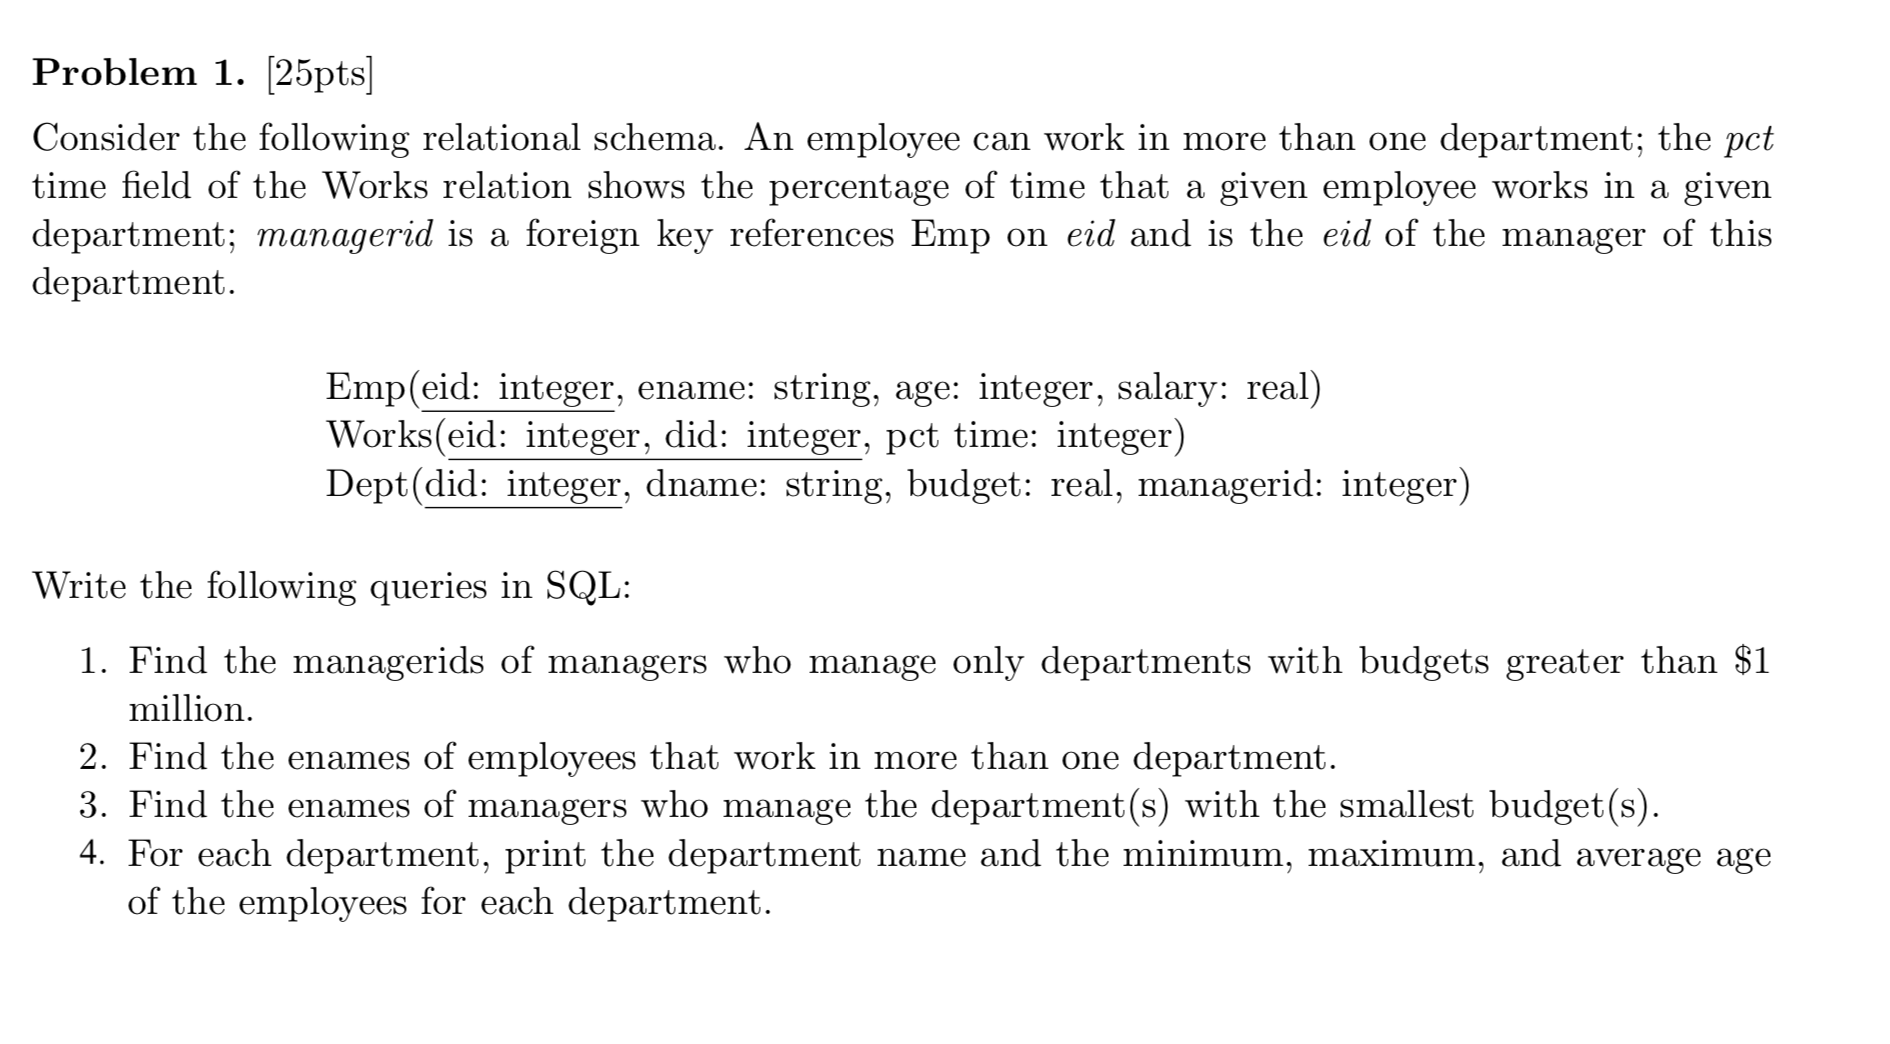 Problem 1. [25pts]
Consider the following relational schema. An employee can work in more than one department; the pct
time field of the Works relation shows the percentage of time that a given employee works in a given
department; managerid is a foreign key references Emp on eid and is the eid of the manager of this
department.
Emp(eid: integer, ename: string, age: integer, salary: real)
Works(eid: integer, did: integer, pct time: integer)
Dept(did: integer, dname: string, budget: real, managerid: integer)
Write the following queries in SQL:
1. Find the managerids of managers who manage only departments with budgets greater than $1
million.
2. Find the enames of employees that work in more than one department.
3. Find the enames of managers who manage the department(s) with the smallest budget(s).
4. For each department, print the department name and the minimum, maximum, and average age
of the employees for each department.